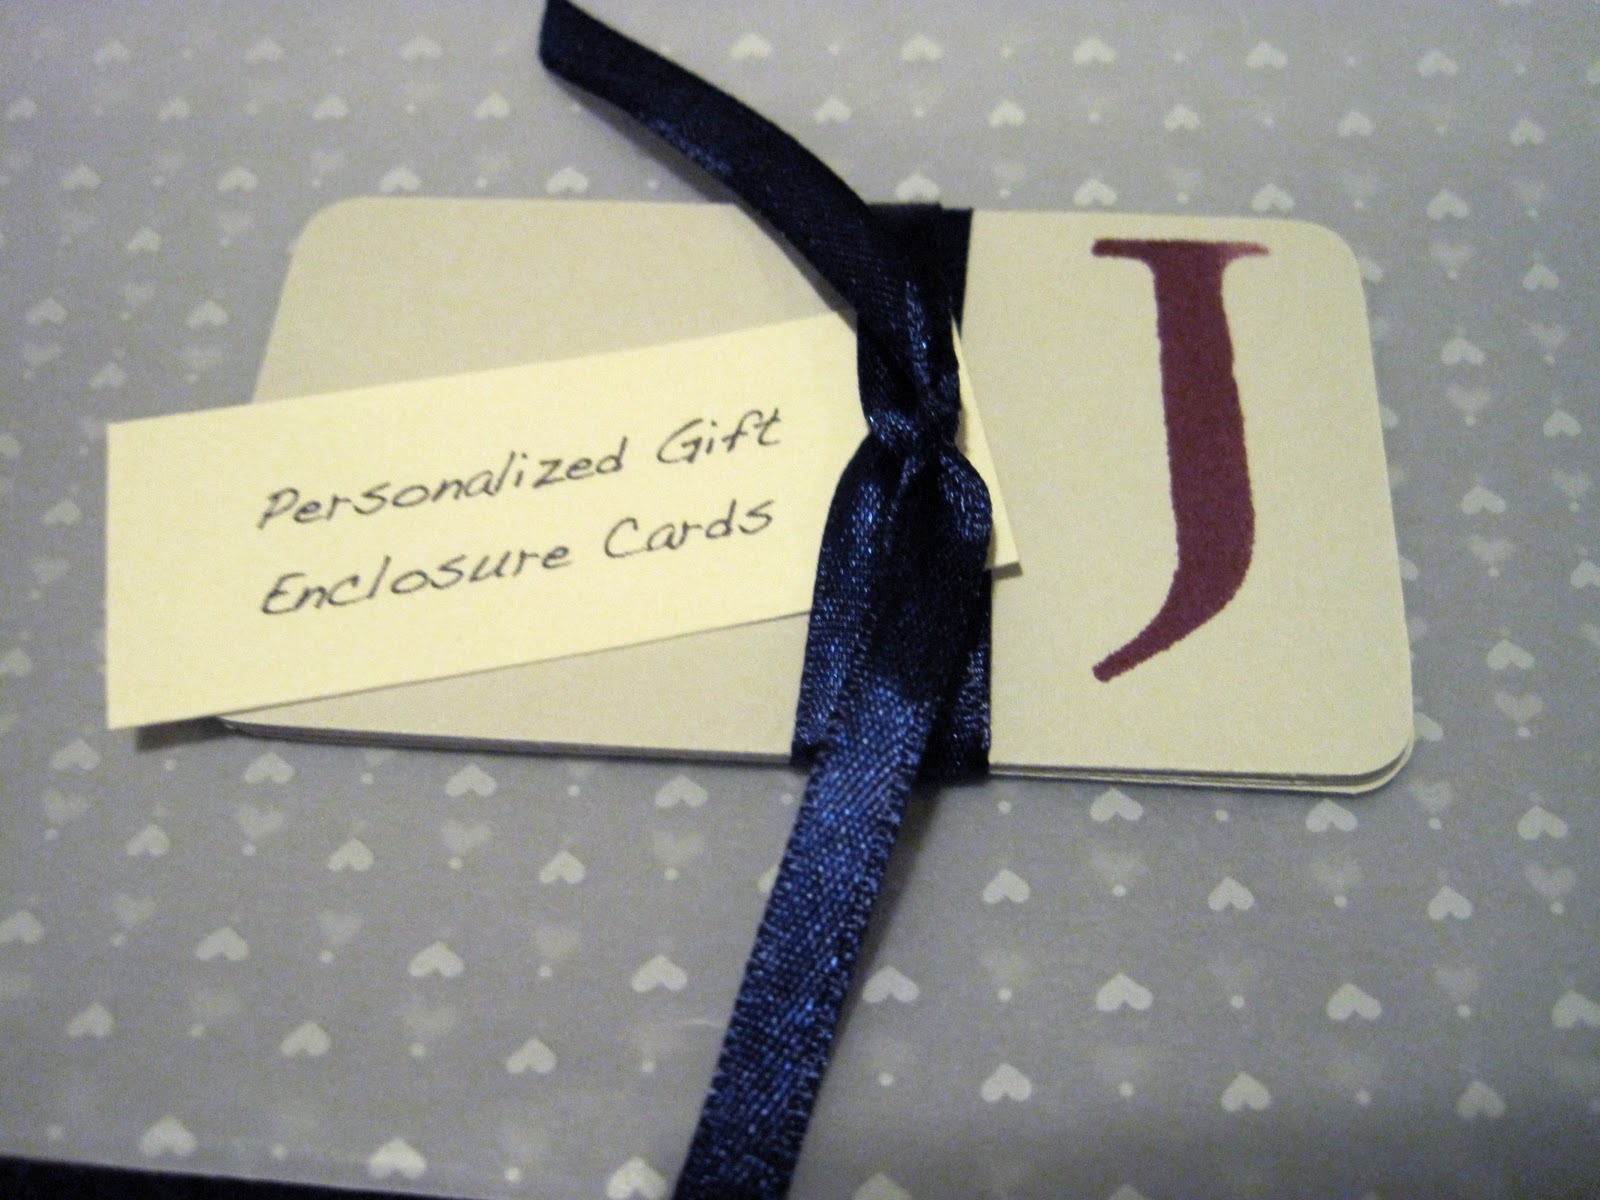 Personalized Gift
Enclosure Cards
J